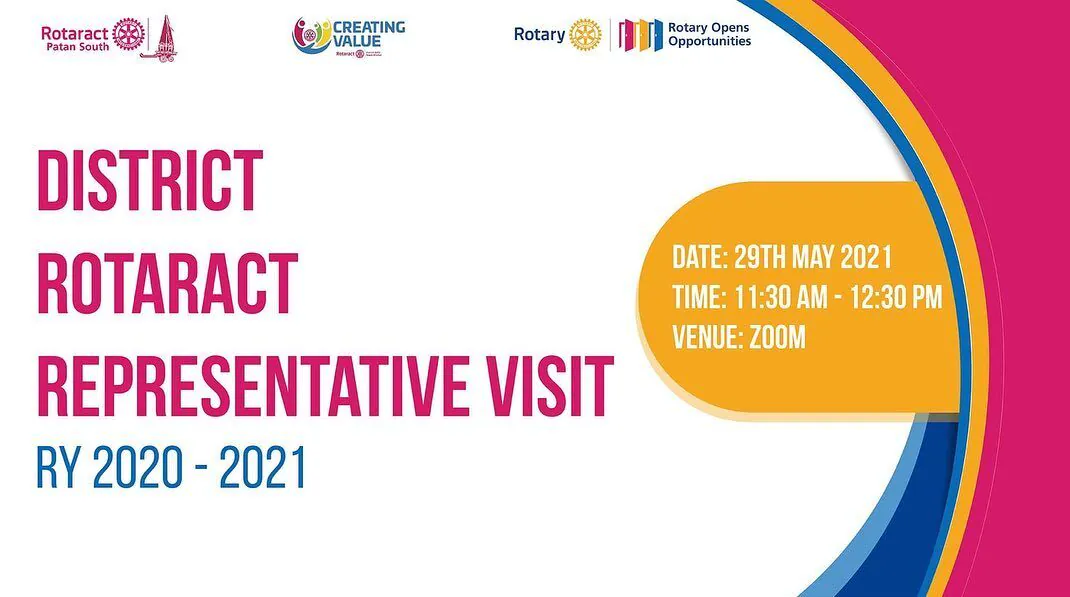 Rotaract
Patan South
CREATING
VALUE
Rotaract
Rotary
Rotary Opens
Opportunities
DISTRICT
ROTARACT
REPRESENTATIVE VISIT
RY 2020 - 2021
DATE: 29TH MAY 2021
TIME: 11:30 AM - 12:30 PM
VENUE: ZOOM